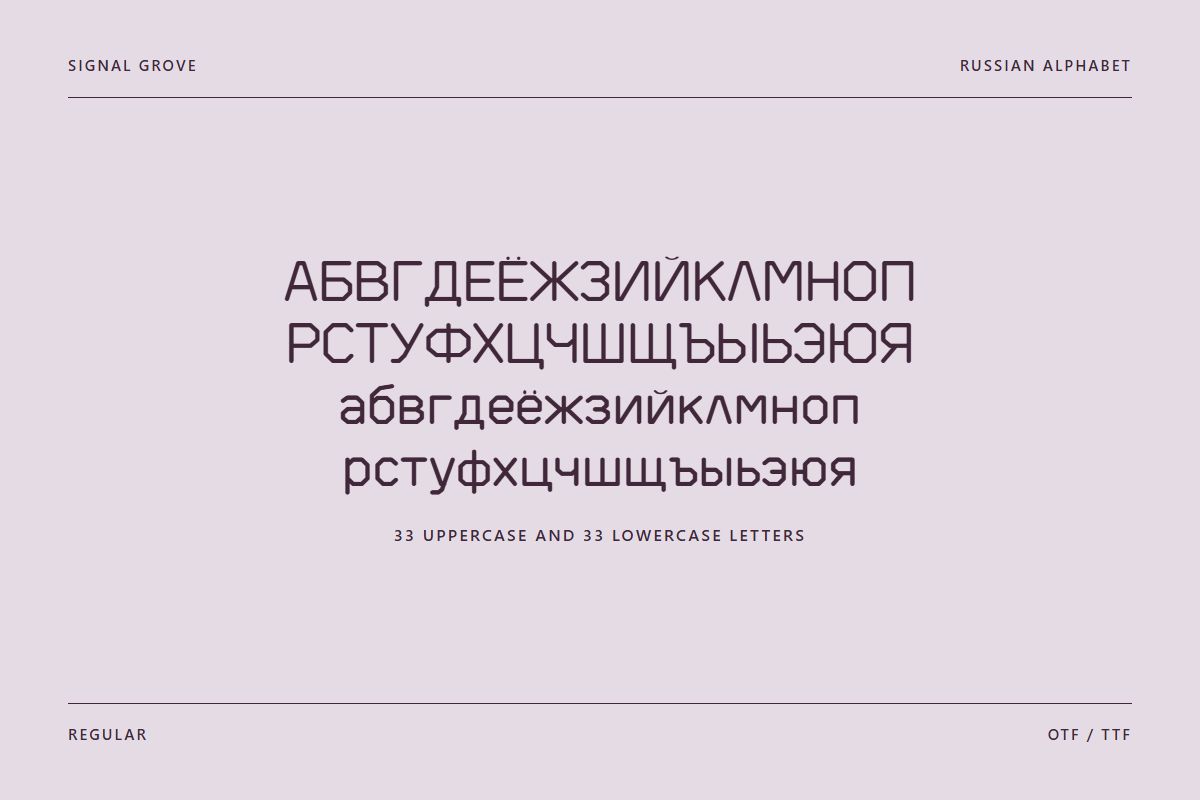 SIGNAL GROVE
RUSSIAN ALPHABET
АБВГДЕЁЖЗИЙКЛМНОП
РСТУФХЦЧШЩЪЫЬЭЮЯ
абвгдеёжзийклмноп
рстуфхцчшщъыьэюя
33 UPPERCASE AND 33 LOWERCASE LETTERS
REGULAR
OTF / TTF